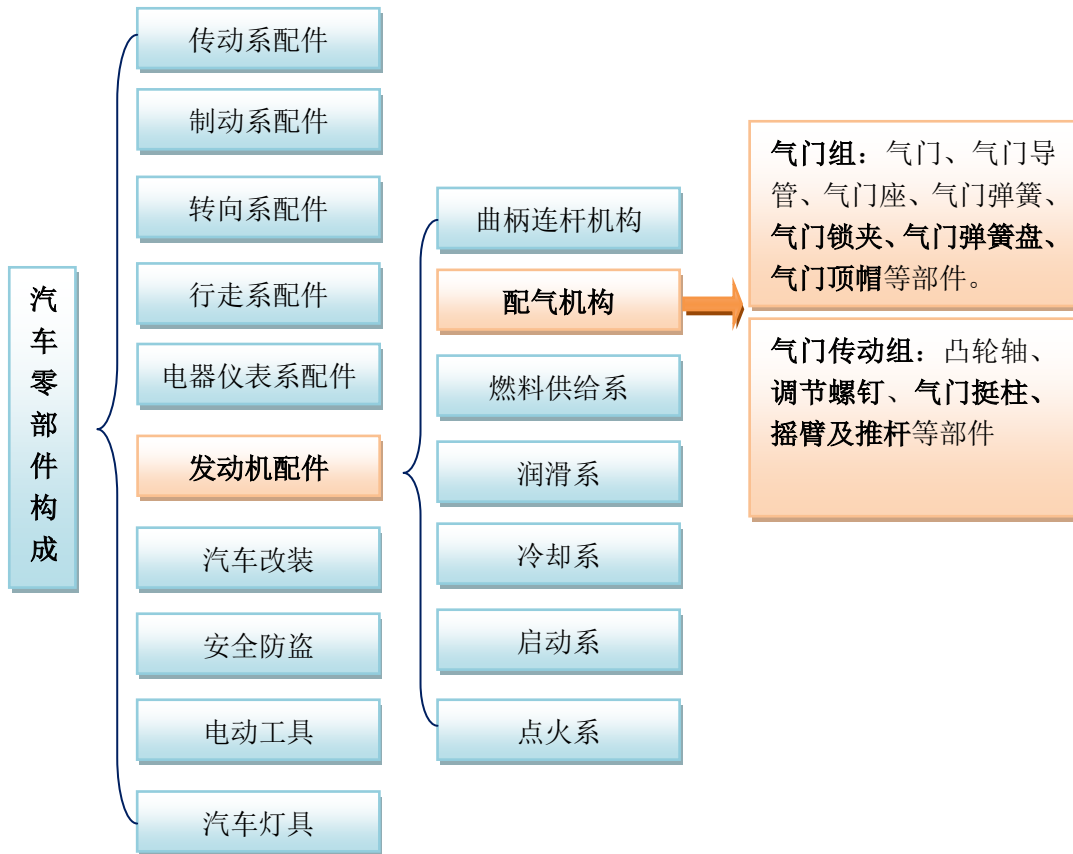 汽车零部件构成
传动系配件
制动系配件
转向系配件
行走系配件
电器仪表系配件
发动机配件
汽车改装
安全防盗
电动工具
汽车灯具
曲柄连杆机构
配气机构
燃料供给系
润滑系
冷却系
启动系
点火系
气门组：气门、气门导
管、气门座、气门弹簧、
气门锁夹、气门弹簧盘、
气门顶帽等部件。
气门传动组：凸轮轴、
调节螺钉、气门挺柱、
摇臂及推杆等部件